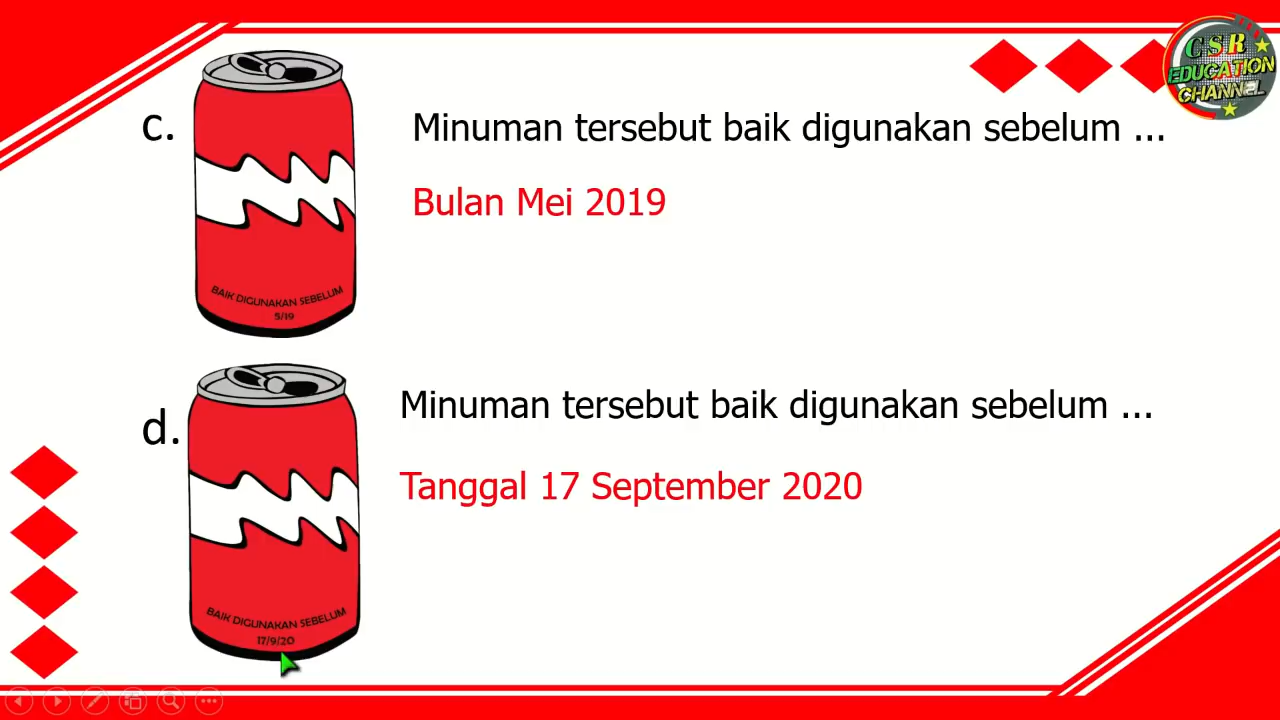 CSR
EDUCATION
CHANNEL
c.
Minuman tersebut baik digunakan sebelum ...
Bulan Mei 2019
BAIK DIGUNAKAN SEBELUM
5/19
d.
Minuman tersebut baik digunakan sebelum ...
Tanggal 17 September 2020
BAIK DIGUNAKAN SEBELUM
17/9/20